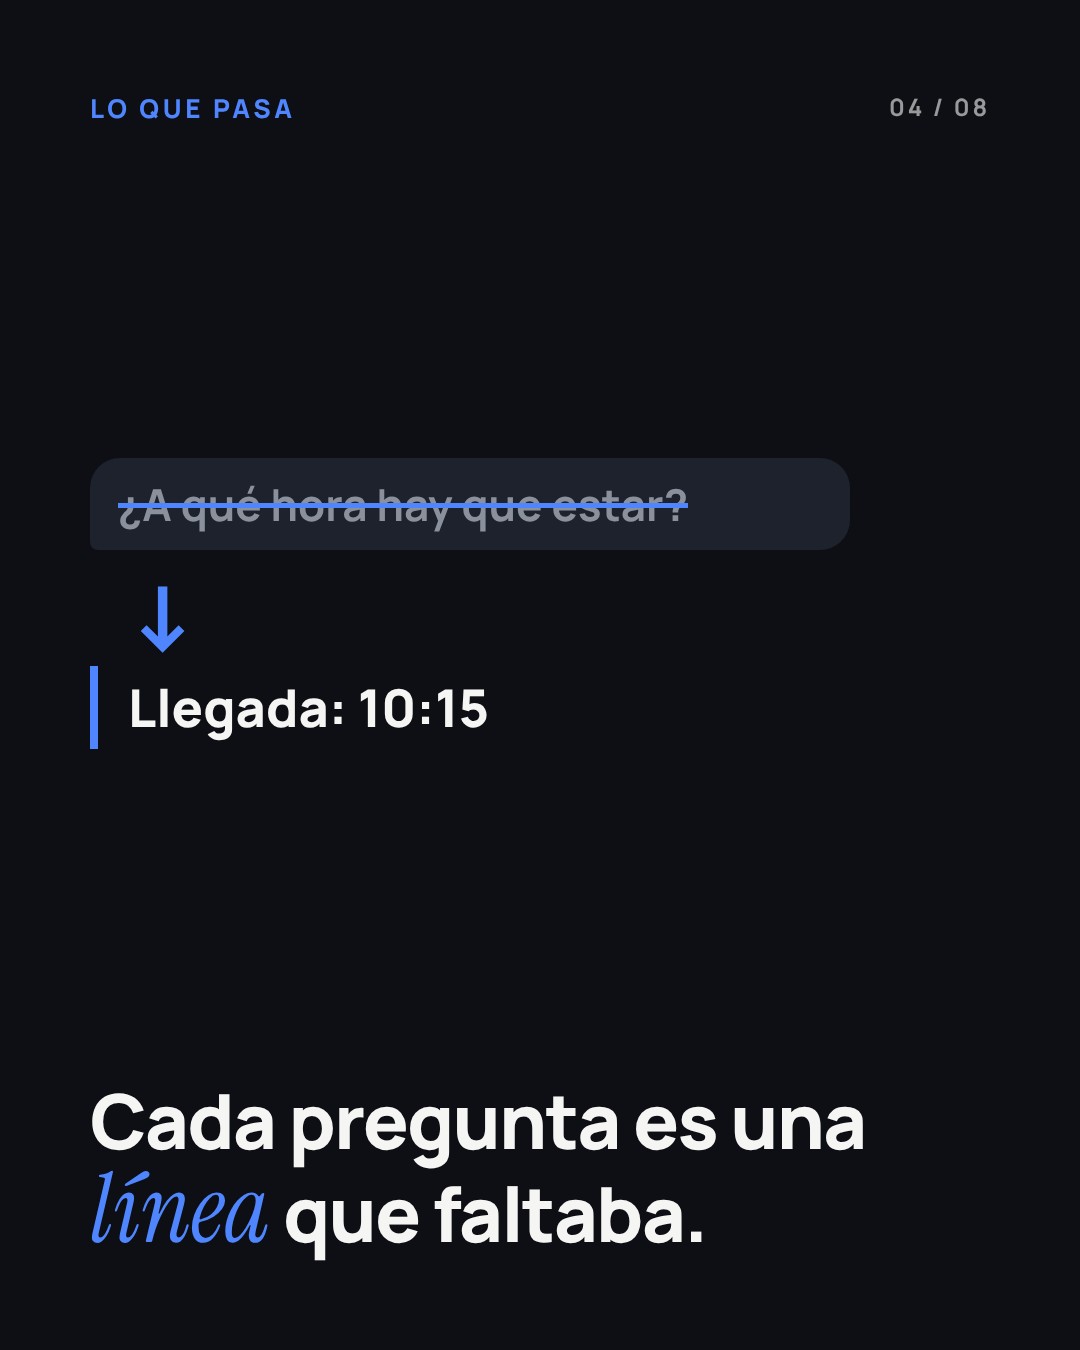 LO QUE PASA
04 / 08
¿A qué hora hay que estar?
↓
Llegada: 10:15
Cada pregunta es una
línea que faltaba.